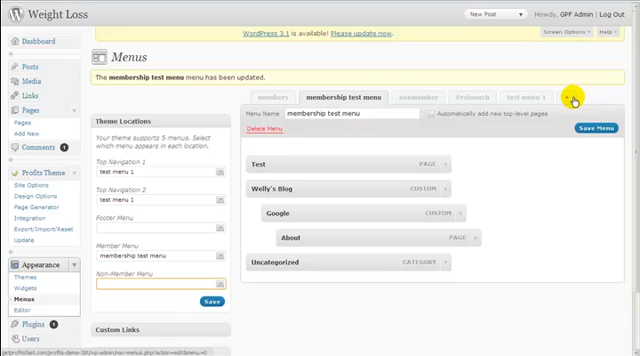 Weight Loss
New Post
Howdy, GPF Admin | Log Out
WordPress 3.1 is available! Please update now.
Screen Options
Help
Dashboard
Posts
Media
Links
Pages
Pages
Add New
Comments 1
Profits Theme
Site Options
Design Options
Page Generator
Integration
Export/Import/Reset
Update
Appearance
Themes
Widgets
Menus
Editor
Plugins 1
Users
Menus
The membership test menu menu has been updated.
members
membership test menu
nonmember
Prelaunch
test menu 1
+
Theme Locations
Your theme supports 5 menus. Select
which menu appears in each location.
Top Navigation 1
test menu 1
Top Navigation 2
test menu 1
Footer Menu
Member Menu
membership test menu
Non-Member Menu
Save
Custom Links
Menu Name
membership test menu
Automatically add new top-level pages
Delete Menu
Save Menu
Test PAGE
Welly's Blog CUSTOM
Google CUSTOM
About PAGE
Uncategorized CATEGORY